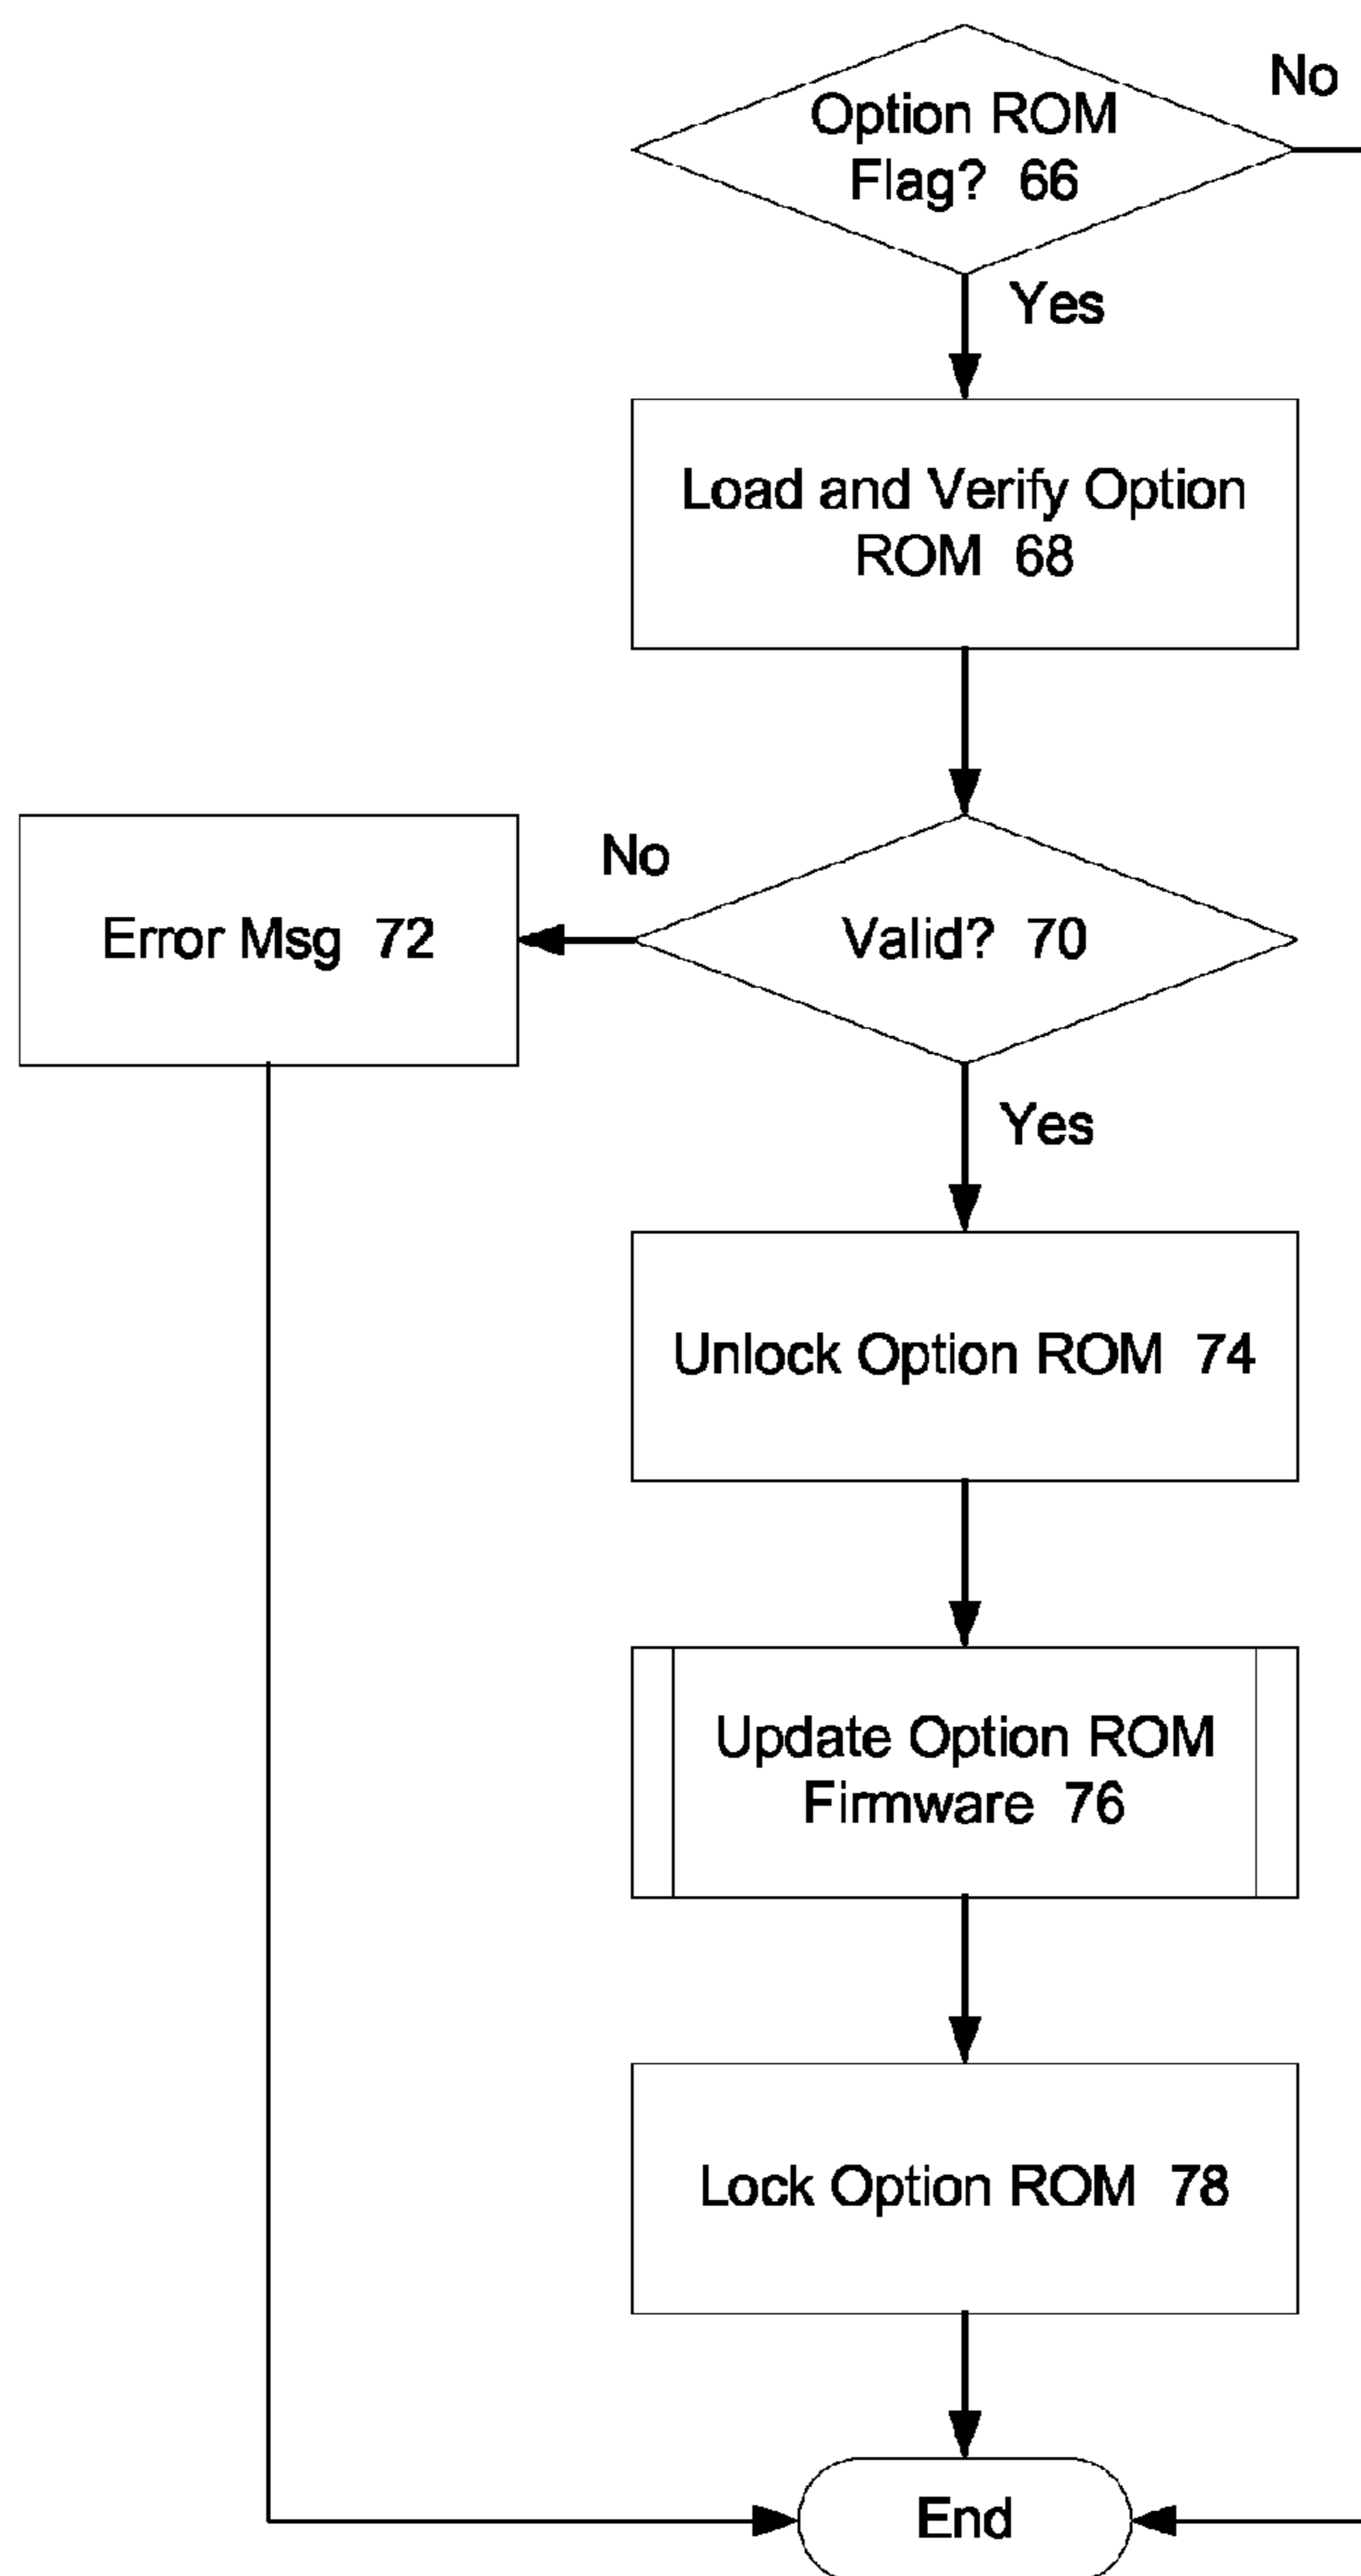 Option ROM
Flag? 66
No
Yes
Load and Verify Option
ROM 68
No
Error Msg 72
Valid? 70
Yes
Unlock Option ROM 74
Update Option ROM
Firmware 76
Lock Option ROM 78
End